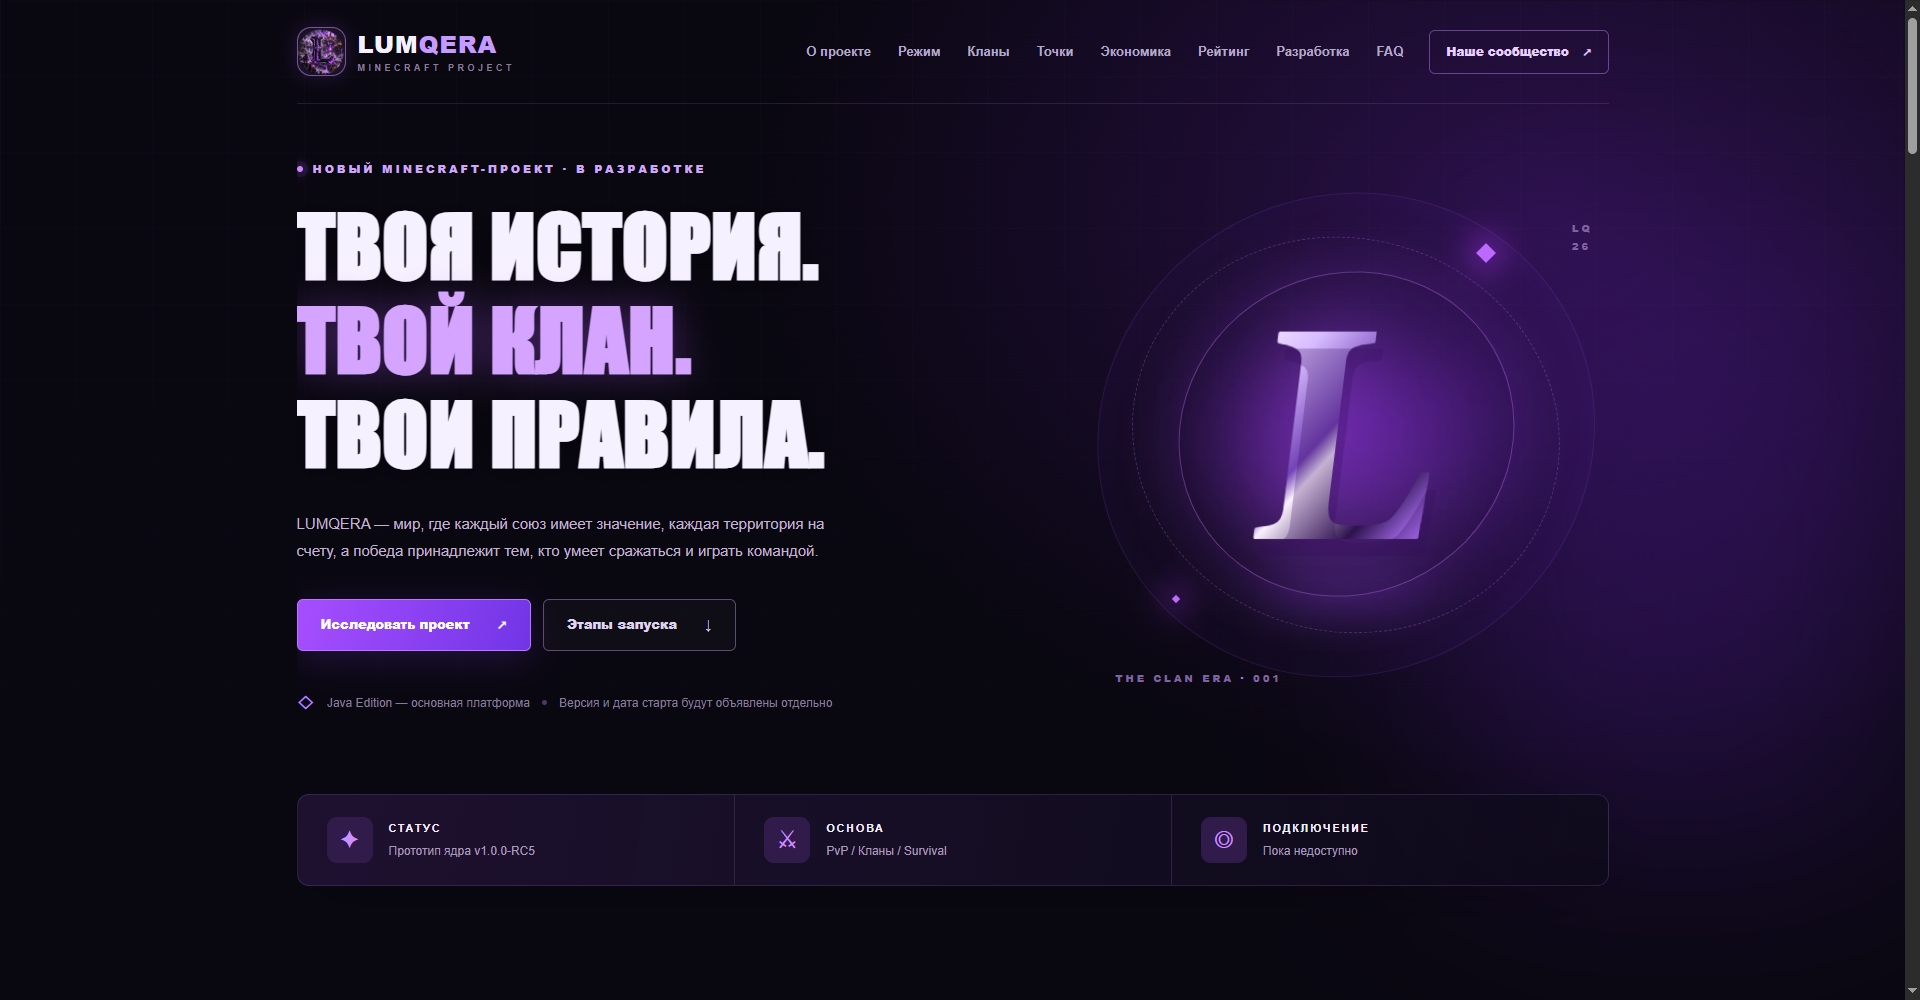 LUMQERA
MINECRAFT PROJECT
О проекте Режим Кланы Точки Экономика Рейтинг Разработка FAQ Наше сообщество ↗
НОВЫЙ MINECRAFT-ПРОЕКТ · В РАЗРАБОТКЕ
ТВОЯ ИСТОРИЯ.
ТВОЙ КЛАН.
ТВОИ ПРАВИЛА.
LUMQERA — мир, где каждый союз имеет значение, каждая территория на
счету, а победа принадлежит тем, кто умеет сражаться и играть командой.
Исследовать проект ↗
Этапы запуска ↓
Java Edition — основная платформа • Версия и дата старта будут объявлены отдельно
LQ
26
L
THE CLAN ERA · 001
СТАТУС
Прототип ядра v1.0.0-RC5
ОСНОВА
PvP / Кланы / Survival
ПОДКЛЮЧЕНИЕ
Пока недоступно